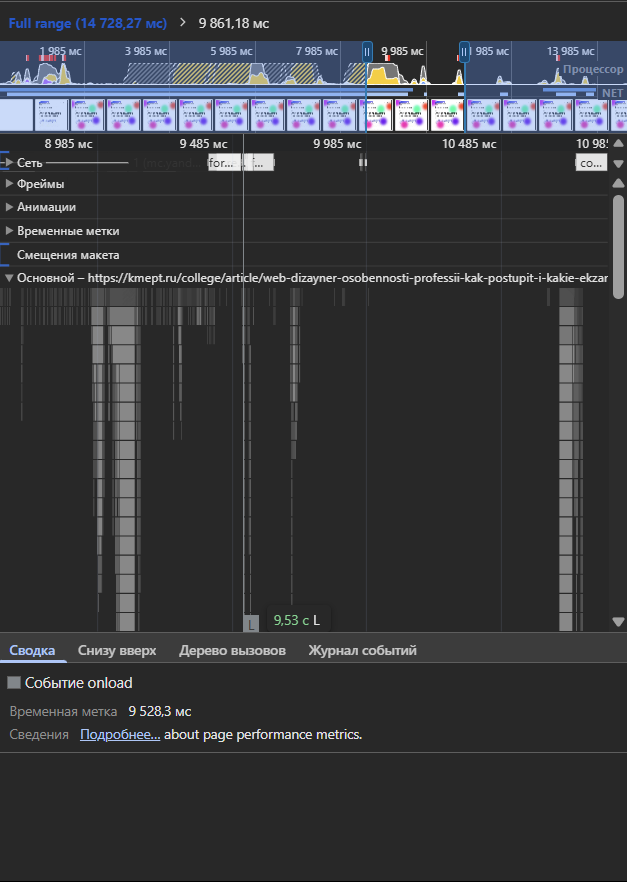 Full range (14 728,27 мс) > 9 861,18 мс
1 985 мс 3 985 мс 5 985 мс 7 985 мс 9 985 мс 1 985 мс 13 985 мс
Процессор
NET
8 985 мс 9 485 мс 9 985 мс 10 485 мс 10 985
Сеть for... f... co...
Фреймы
Анимации
Временные метки
Смещения макета
Основной – https://kmept.ru/college/article/web-dizayner-osobennosti-professii-kak-postupit-i-kakie-ekzar
L 9,53 с L
Сводка Снизу вверх Дерево вызовов Журнал событий
Событие onload
Временная метка 9 528,3 мс
Сведения Подробнее... about page performance metrics.